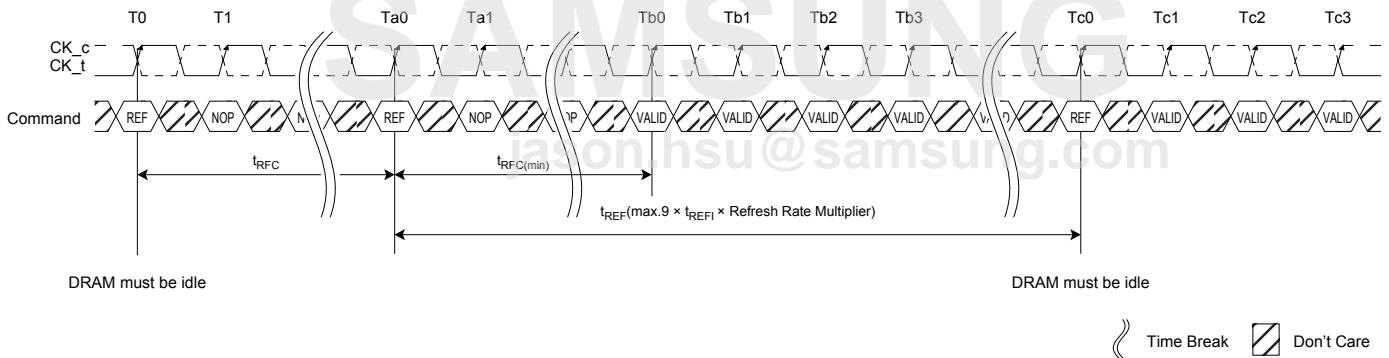 SAMSUNG
T0 T1 Ta0 Ta1 Tb0 Tb1 Tb2 Tb3 Tc0 Tc1 Tc2 Tc3
CK_c
CK_t
Command REF NOP REF NOP VALID VALID VALID VALID REF VALID VALID VALID
jason.hsu@samsung.com
tRFC tRFC(min)
tREF(max.9 × tREFI × Refresh Rate Multiplier)
DRAM must be idle DRAM must be idle
Time Break Don't Care